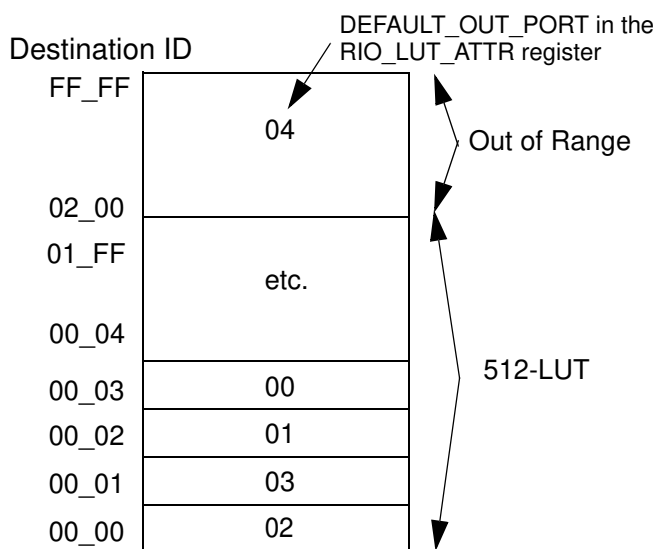 DEFAULT_OUT_PORT in the
RIO_LUT_ATTR register
Destination ID
FF_FF
04
Out of Range
02_00
01_FF
etc.
00_04
512-LUT
00_03
00
00_02
01
00_01
03
00_00
02